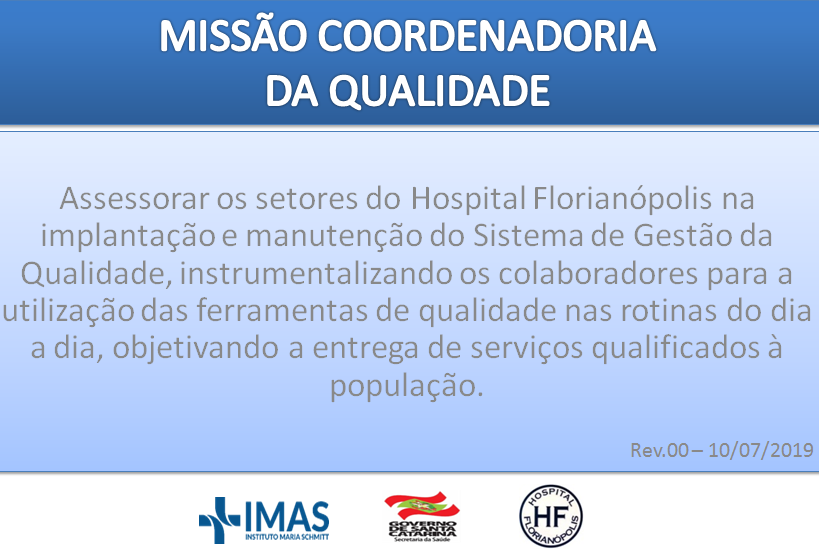 MISSÃO COORDENADORIA
DA QUALIDADE
Assessorar os setores do Hospital Florianópolis na
implantação e manutenção do Sistema de Gestão da
Qualidade, instrumentalizando os colaboradores para a
utilização das ferramentas de qualidade nas rotinas do dia
a dia, objetivando a entrega de serviços qualificados à
população.
Rev.00 – 10/07/2019
IMAS
INSTITUTO MARIA SCHMITT
GOVERNO
DE SANTA
CATARINA
Secretaria da Saúde
HOSPITAL
HF
FLORIANÓPOLIS